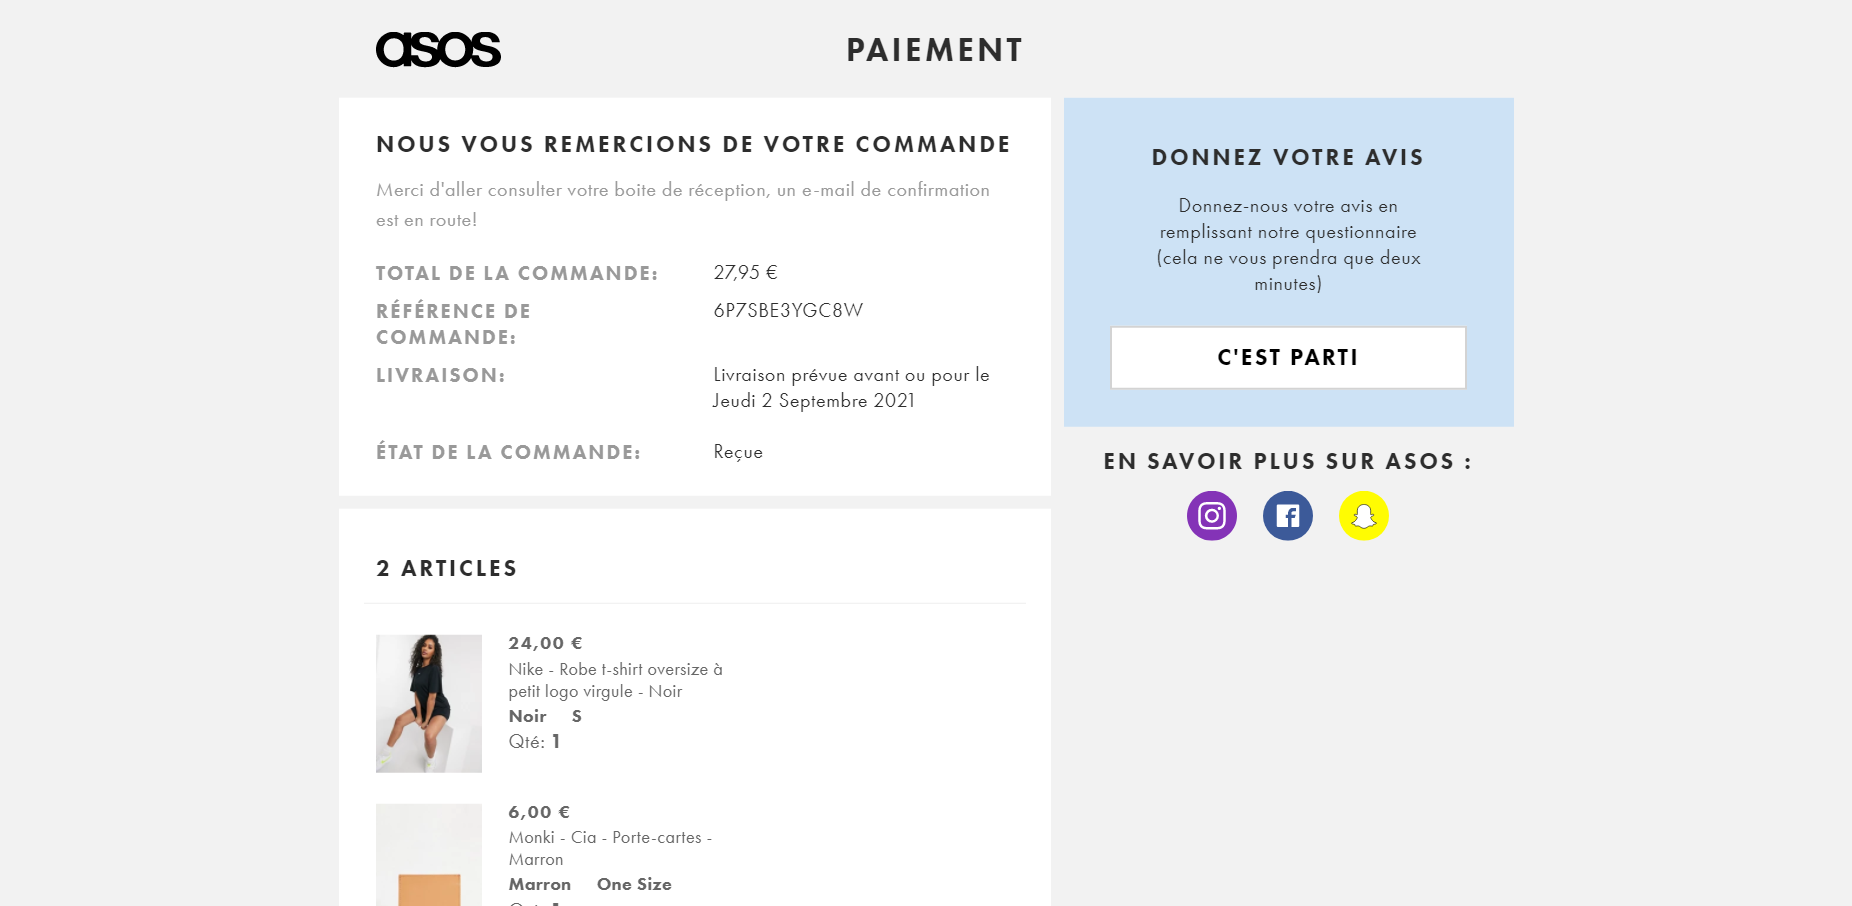 asos
PAIEMENT
NOUS VOUS REMERCIONS DE VOTRE COMMANDE
Merci d'aller consulter votre boite de réception, un e-mail de confirmation
est en route!
TOTAL DE LA COMMANDE: 27,95 €
RÉFÉRENCE DE
COMMANDE: 6P7SBE3YGC8W
LIVRAISON: Livraison prévue avant ou pour le
Jeudi 2 Septembre 2021
ÉTAT DE LA COMMANDE: Reçue
2 ARTICLES
24,00 €
Nike - Robe t-shirt oversize à
petit logo virgule - Noir
Noir S
Qté: 1
6,00 €
Monki - Cia - Porte-cartes -
Marron
Marron One Size
DONNEZ VOTRE AVIS
Donnez-nous votre avis en
remplissant notre questionnaire
(cela ne vous prendra que deux
minutes)
C'EST PARTI
EN SAVOIR PLUS SUR ASOS :